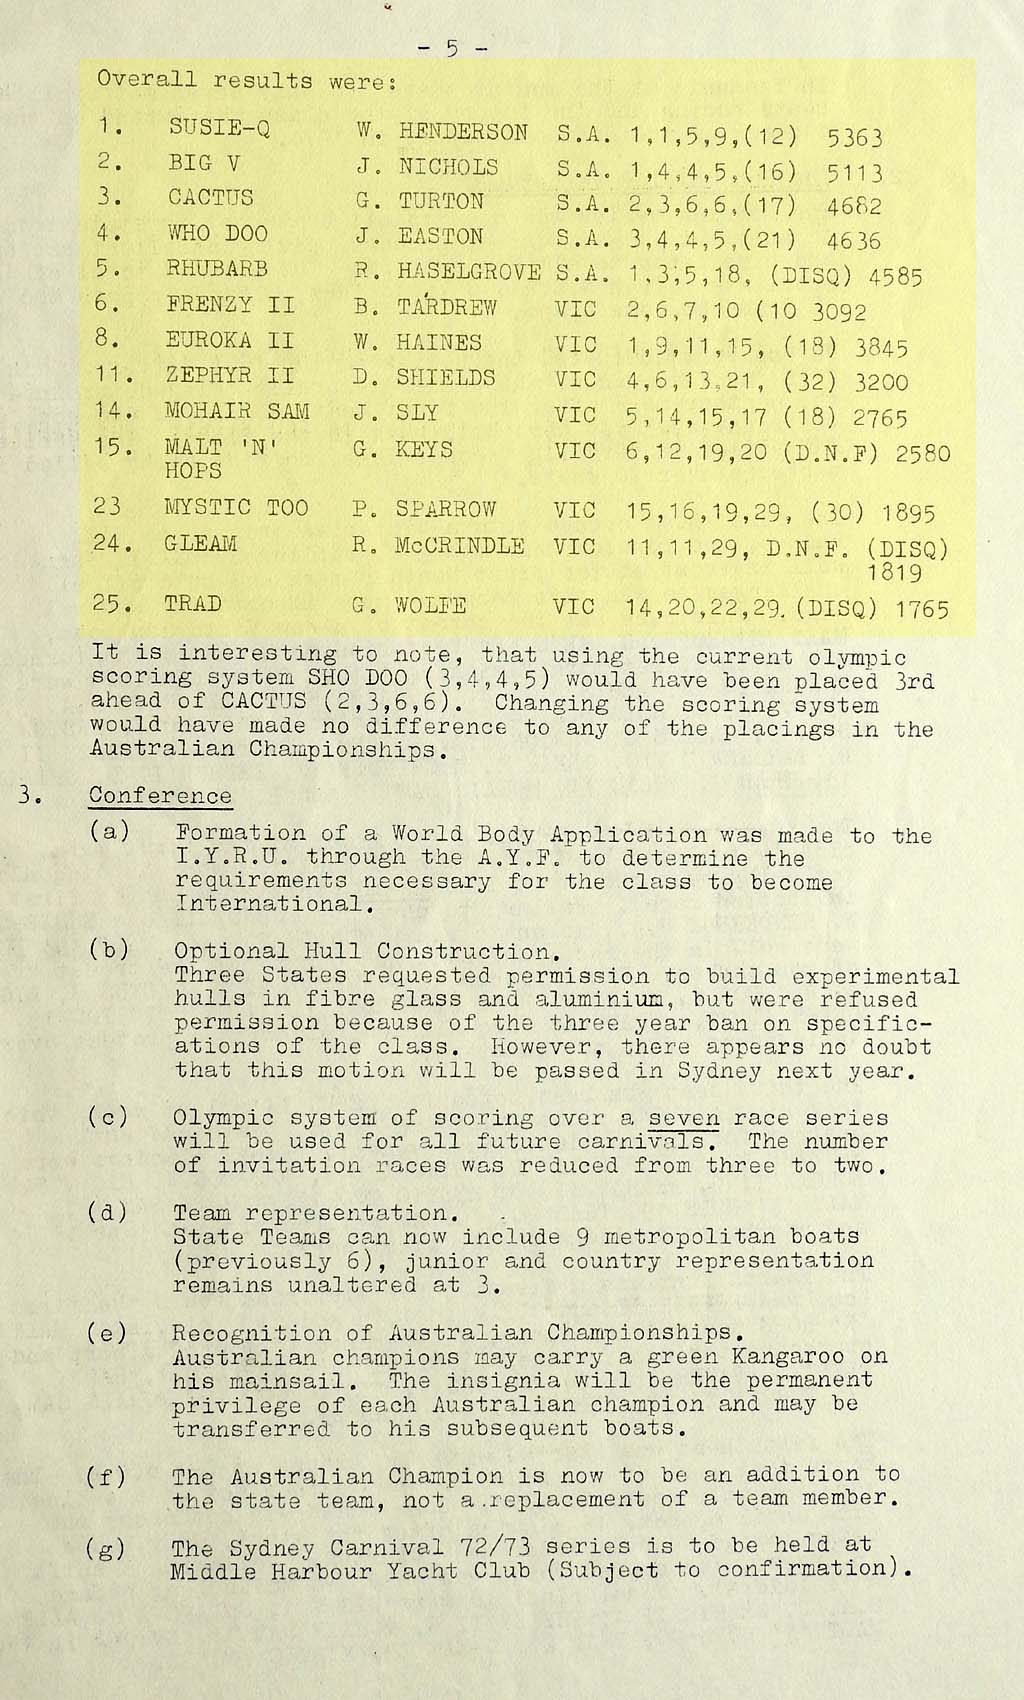 - 5 -
Overall results were:
1. SUSIE-Q W. HENDERSON S.A. 1,1,5,9,(12) 5363
2. BIG V J. NICHOLS S.A. 1,4,4,5,(16) 5113
3. CACTUS G. TURTON S.A. 2,3,6,6,(17) 4682
4. WHO DOO J. EASTON S.A. 3,4,4,5,(21) 4636
5. RHUBARB R. HASELGROVE S.A. 1,3,5,18, (DISQ) 4585
6. FRENZY II B. TARDREW VIC 2,6,7,10 (10 3092
8. EUROKA II W. HAINES VIC 1,9,11,15, (18) 3845
11. ZEPHYR II D. SHIELDS VIC 4,6,13,21, (32) 3200
14. MOHAIR SAM J. SLY VIC 5,14,15,17 (18) 2765
15. MALT 'N' G. KEYS VIC 6,12,19,20 (D.N.F) 2580
HOPS
23 MYSTIC TOO P. SPARROW VIC 15,16,19,29, (30) 1895
24. GLEAM R. McCRINDLE VIC 11,11,29, D.N.F. (DISQ)
1819
25. TRAD G. WOLFE VIC 14,20,22,29. (DISQ) 1765
It is interesting to note, that using the current olympic
scoring system SHO DOO (3,4,4,5) would have been placed 3rd
ahead of CACTUS (2,3,6,6). Changing the scoring system
would have made no difference to any of the placings in the
Australian Championships.
3. Conference
(a) Formation of a World Body Application was made to the
I.Y.R.U. through the A.Y.F. to determine the
requirements necessary for the class to become
International.
(b) Optional Hull Construction.
Three States requested permission to build experimental
hulls in fibre glass and aluminium, but were refused
permission because of the three year ban on specific-
ations of the class. However, there appears no doubt
that this motion will be passed in Sydney next year.
(c) Olympic system of scoring over a seven race series
will be used for all future carnivals. The number
of invitation races was reduced from three to two.
(d) Team representation.
State Teams can now include 9 metropolitan boats
(previously 6), junior and country representation
remains unaltered at 3.
(e) Recognition of Australian Championships.
Australian champions may carry a green Kangaroo on
his mainsail. The insignia will be the permanent
privilege of each Australian champion and may be
transferred to his subsequent boats.
(f) The Australian Champion is now to be an addition to
the state team, not a replacement of a team member.
(g) The Sydney Carnival 72/73 series is to be held at
Middle Harbour Yacht Club (Subject to confirmation).